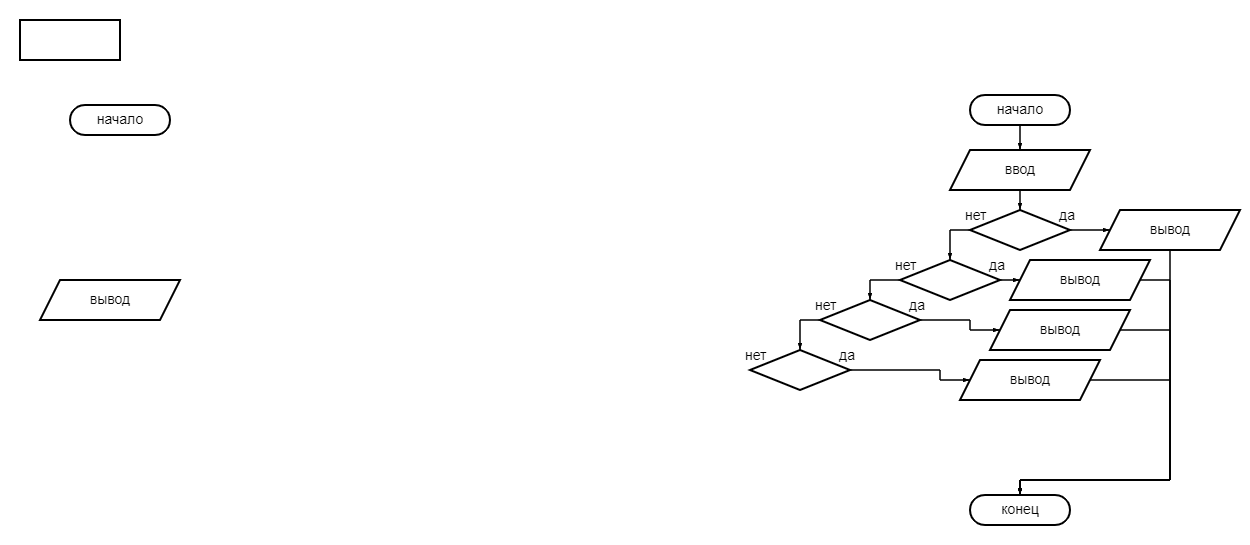 начало
вывод
начало
ввод
нет
да
вывод
нет
да
вывод
нет
да
вывод
нет
да
вывод
конец